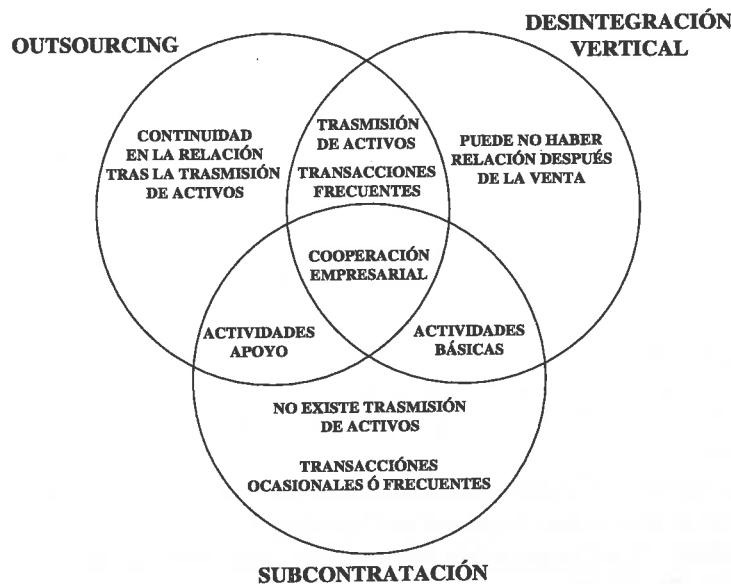 OUTSOURCING
DESINTEGRACIÓN
VERTICAL
CONTINUIDAD
EN LA RELACIÓN
TRAS LA TRASMISIÓN
DE ACTIVOS
TRASMISIÓN
DE ACTIVOS
TRANSACCIONES
FRECUENTES
PUEDE NO HABER
RELACIÓN DESPUÉS
DE LA VENTA
COOPERACIÓN
EMPRESARIAL
ACTIVIDADES
APOYO
ACTIVIDADES
BÁSICAS
NO EXISTE TRASMISIÓN
DE ACTIVOS
TRANSACCIÓNES
OCASIONALES Ó FRECUENTES
SUBCONTRATACIÓN